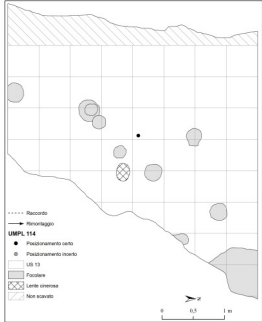 Raccordo
Rimontaggio
UMPL 114
Posizionamento certo
Posizionamento incerto
US 13
Focolare
Lente cinerosa
Non scavato
z
0 0,5 1 m